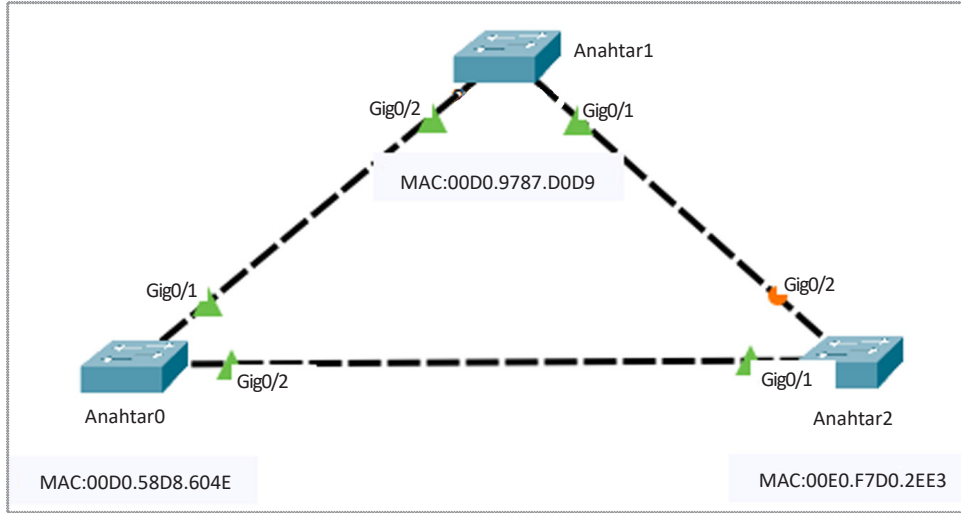 Anahtar1
Gig0/2
Gig0/1
MAC:00D0.9787.D0D9
Gig0/1
Gig0/2
Gig0/2
Gig0/1
Anahtar0
Anahtar2
MAC:00D0.58D8.604E
MAC:00E0.F7D0.2EE3